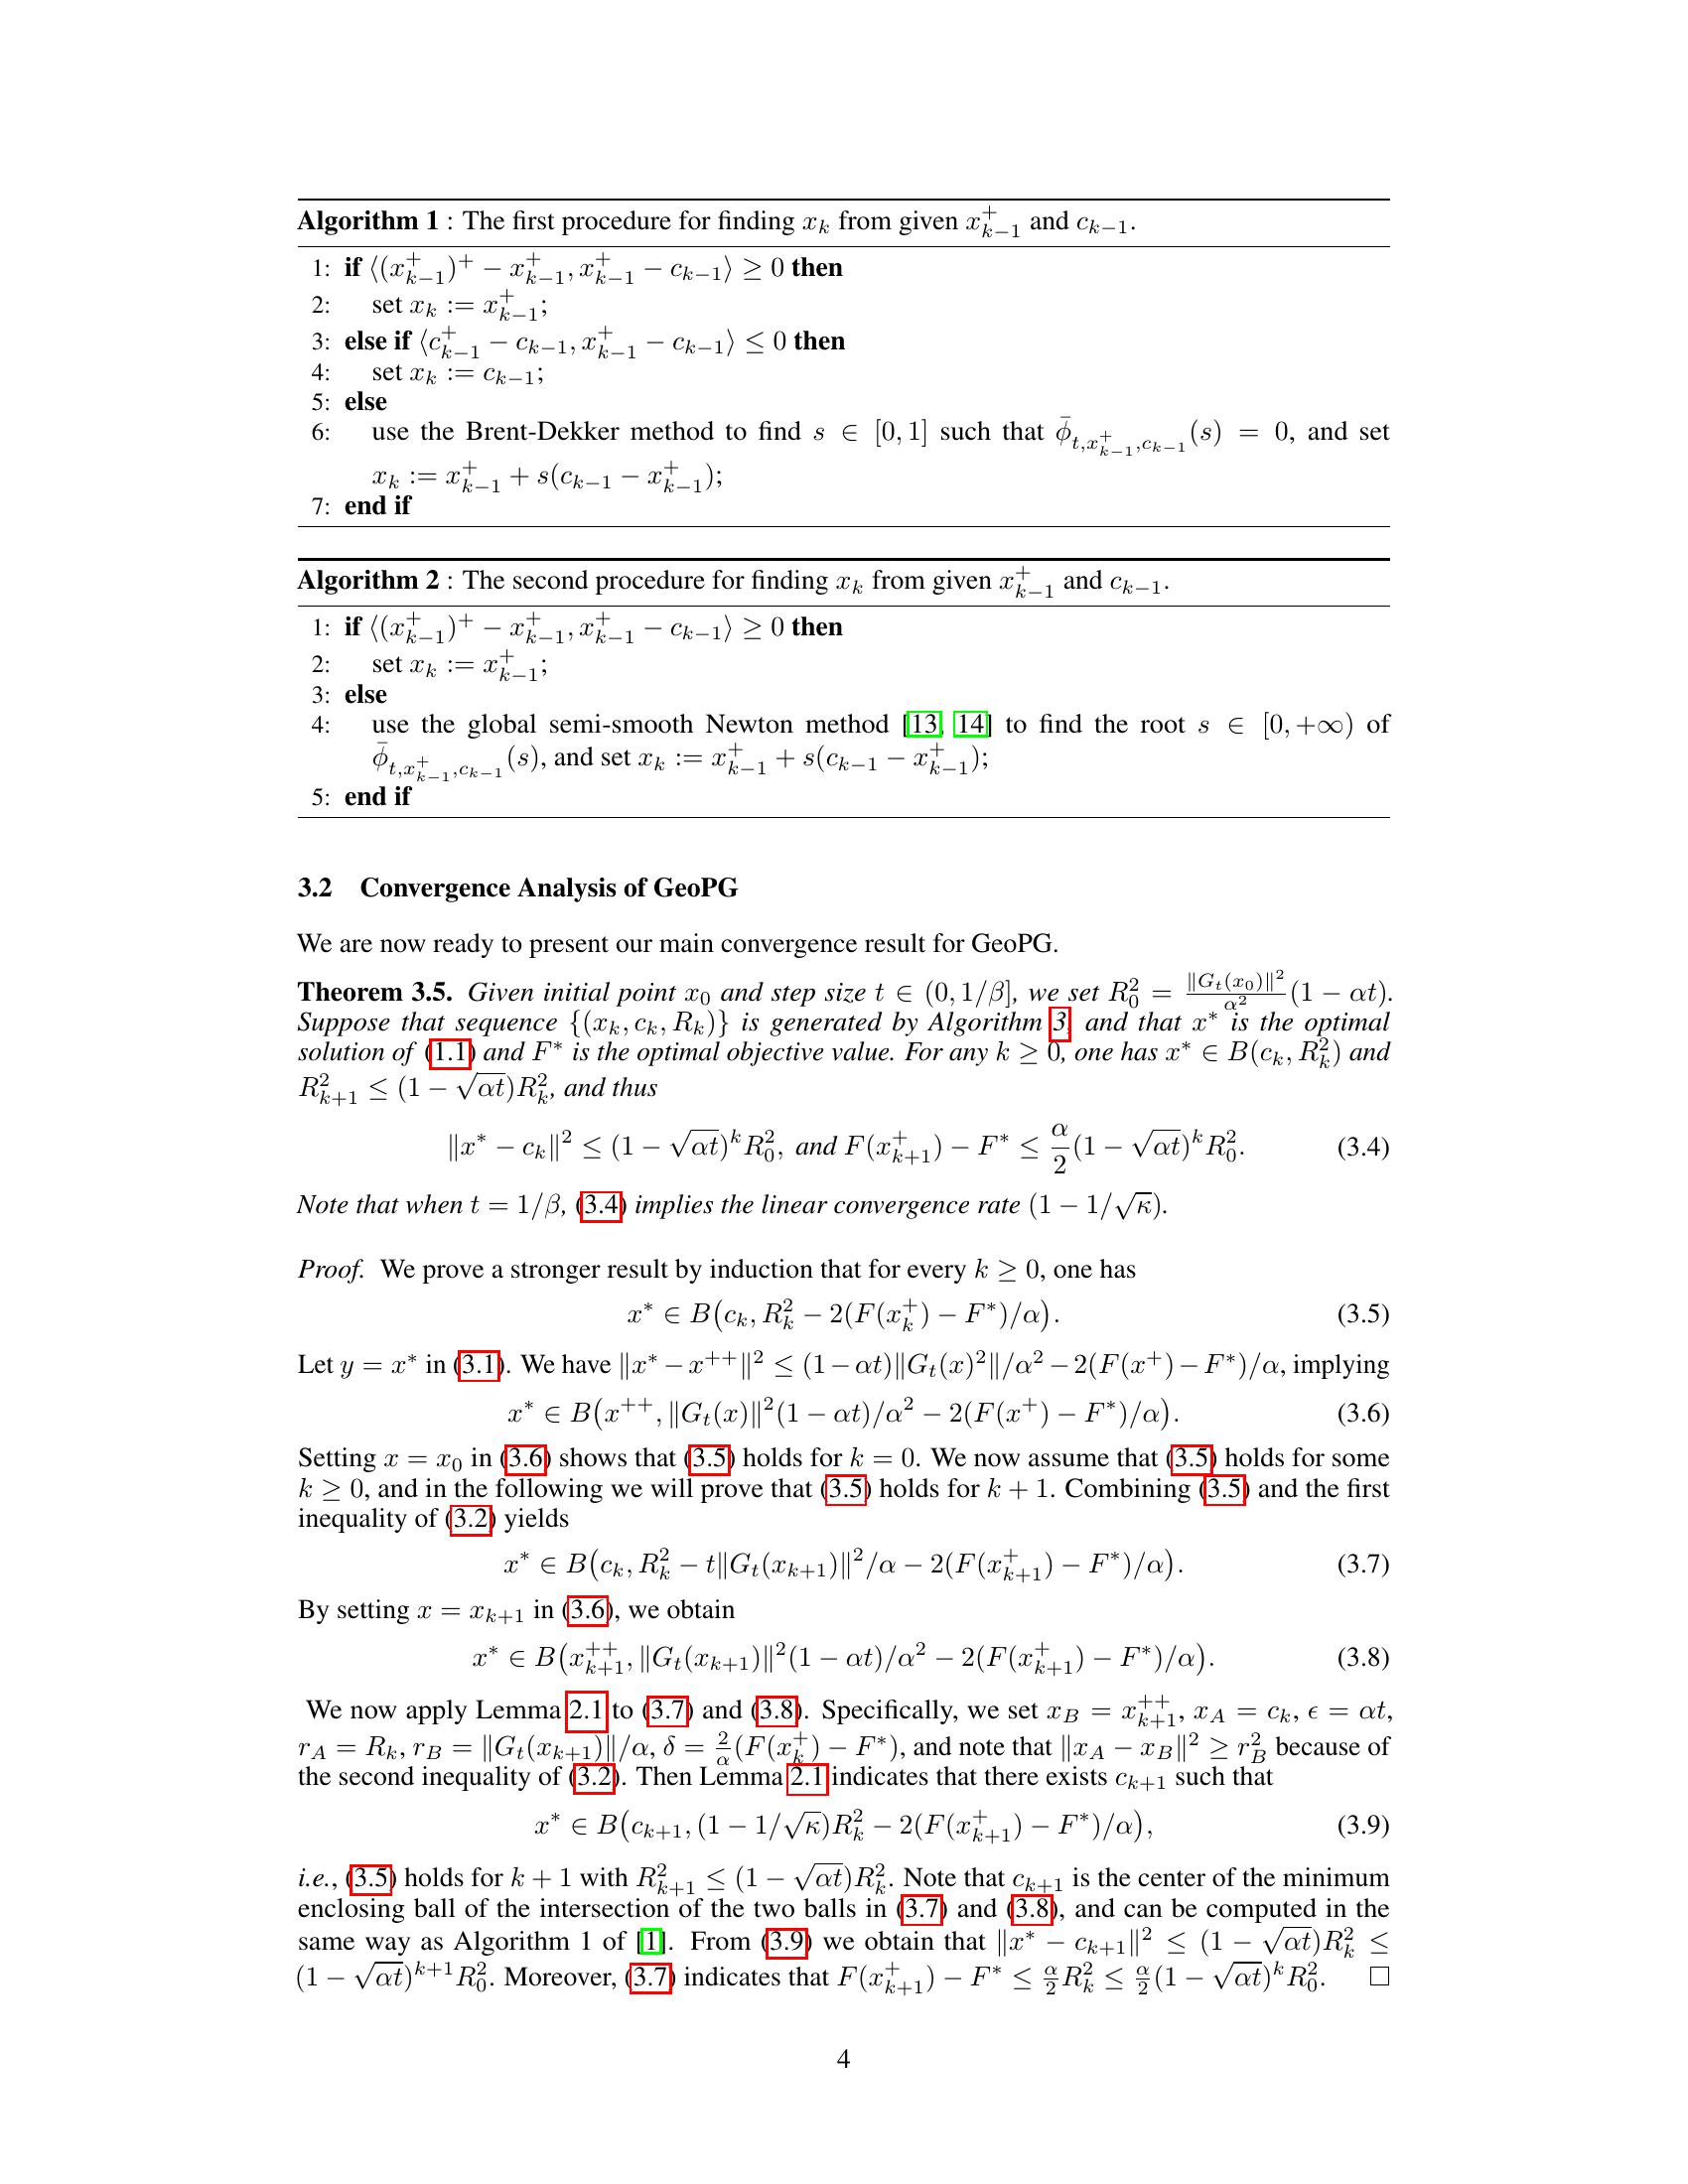 Algorithm 1 : The first procedure for finding $x_k$ from given $x_{k-1}^+$ and $c_{k-1}$.
1: if $\langle (x_{k-1}^+)^+ - x_{k-1}^+, x_{k-1}^+ - c_{k-1} \rangle \geq 0$ then
2: set $x_k := x_{k-1}^+$;
3: else if $\langle c_{k-1}^+ - c_{k-1}, x_{k-1}^+ - c_{k-1} \rangle \leq 0$ then
4: set $x_k := c_{k-1}$;
5: else
6: use the Brent-Dekker method to find $s \in [0, 1]$ such that $\bar{\phi}_{t,x_{k-1}^+,c_{k-1}}(s) = 0$, and set
$x_k := x_{k-1}^+ + s(c_{k-1} - x_{k-1}^+)$;
7: end if
Algorithm 2 : The second procedure for finding $x_k$ from given $x_{k-1}^+$ and $c_{k-1}$.
1: if $\langle (x_{k-1}^+)^+ - x_{k-1}^+, x_{k-1}^+ - c_{k-1} \rangle \geq 0$ then
2: set $x_k := x_{k-1}^+$;
3: else
4: use the global semi-smooth Newton method [13, 14] to find the root $s \in [0, +\infty)$ of
$\bar{\phi}_{t,x_{k-1}^+,c_{k-1}}(s)$, and set $x_k := x_{k-1}^+ + s(c_{k-1} - x_{k-1}^+)$;
5: end if
3.2 Convergence Analysis of GeoPG
We are now ready to present our main convergence result for GeoPG.
Theorem 3.5. Given initial point $x_0$ and step size $t \in (0, 1/\beta]$, we set $R_0^2 = \frac{\|G_t(x_0)\|^2}{\alpha^2}(1 - \alpha t)$.
Suppose that sequence $\{(x_k, c_k, R_k)\}$ is generated by Algorithm 3, and that $x^*$ is the optimal
solution of (1.1) and $F^*$ is the optimal objective value. For any $k \geq 0$, one has $x^* \in B(c_k, R_k^2)$ and
$R_{k+1}^2 \leq (1 - \sqrt{\alpha t})R_k^2$, and thus
$\|x^* - c_k\|^2 \leq (1 - \sqrt{\alpha t})^k R_0^2$, and $F(x_{k+1}^+) - F^* \leq \frac{\alpha}{2}(1 - \sqrt{\alpha t})^k R_0^2$. (3.4)
Note that when $t = 1/\beta$, (3.4) implies the linear convergence rate $(1 - 1/\sqrt{\kappa})$.
Proof. We prove a stronger result by induction that for every $k \geq 0$, one has
$x^* \in B(c_k, R_k^2 - 2(F(x_k^+) - F^*)/\alpha)$. (3.5)
Let $y = x^*$ in (3.1). We have $\|x^* - x^{++}\|^2 \leq (1 - \alpha t)\|G_t(x)^2\|/\alpha^2 - 2(F(x^+) - F^*)/\alpha$, implying
$x^* \in B(x^{++}, \|G_t(x)\|^2(1 - \alpha t)/\alpha^2 - 2(F(x^+) - F^*)/\alpha)$. (3.6)
Setting $x = x_0$ in (3.6) shows that (3.5) holds for $k = 0$. We now assume that (3.5) holds for some
$k \geq 0$, and in the following we will prove that (3.5) holds for $k + 1$. Combining (3.5) and the first
inequality of (3.2) yields
$x^* \in B(c_k, R_k^2 - t\|G_t(x_{k+1})\|^2/\alpha - 2(F(x_{k+1}^+) - F^*)/\alpha)$. (3.7)
By setting $x = x_{k+1}$ in (3.6), we obtain
$x^* \in B(x_{k+1}^{++}, \|G_t(x_{k+1})\|^2(1 - \alpha t)/\alpha^2 - 2(F(x_{k+1}^+) - F^*)/\alpha)$. (3.8)
We now apply Lemma 2.1 to (3.7) and (3.8). Specifically, we set $x_B = x_{k+1}^{++}$, $x_A = c_k$, $\epsilon = \alpha t$,
$r_A = R_k$, $r_B = \|G_t(x_{k+1})\|/\alpha$, $\delta = \frac{2}{\alpha}(F(x_k^+) - F^*)$, and note that $\|x_A - x_B\|^2 \geq r_B^2$ because of
the second inequality of (3.2). Then Lemma 2.1 indicates that there exists $c_{k+1}$ such that
$x^* \in B(c_{k+1}, (1 - 1/\sqrt{\kappa})R_k^2 - 2(F(x_{k+1}^+) - F^*)/\alpha)$, (3.9)
i.e., (3.5) holds for $k + 1$ with $R_{k+1}^2 \leq (1 - \sqrt{\alpha t})R_k^2$. Note that $c_{k+1}$ is the center of the minimum
enclosing ball of the intersection of the two balls in (3.7) and (3.8), and can be computed in the
same way as Algorithm 1 of [1]. From (3.9) we obtain that $\|x^* - c_{k+1}\|^2 \leq (1 - \sqrt{\alpha t})R_k^2 \leq$
$(1 - \sqrt{\alpha t})^{k+1}R_0^2$. Moreover, (3.7) indicates that $F(x_{k+1}^+) - F^* \leq \frac{\alpha}{2}R_k^2 \leq \frac{\alpha}{2}(1 - \sqrt{\alpha t})^k R_0^2$. □
4